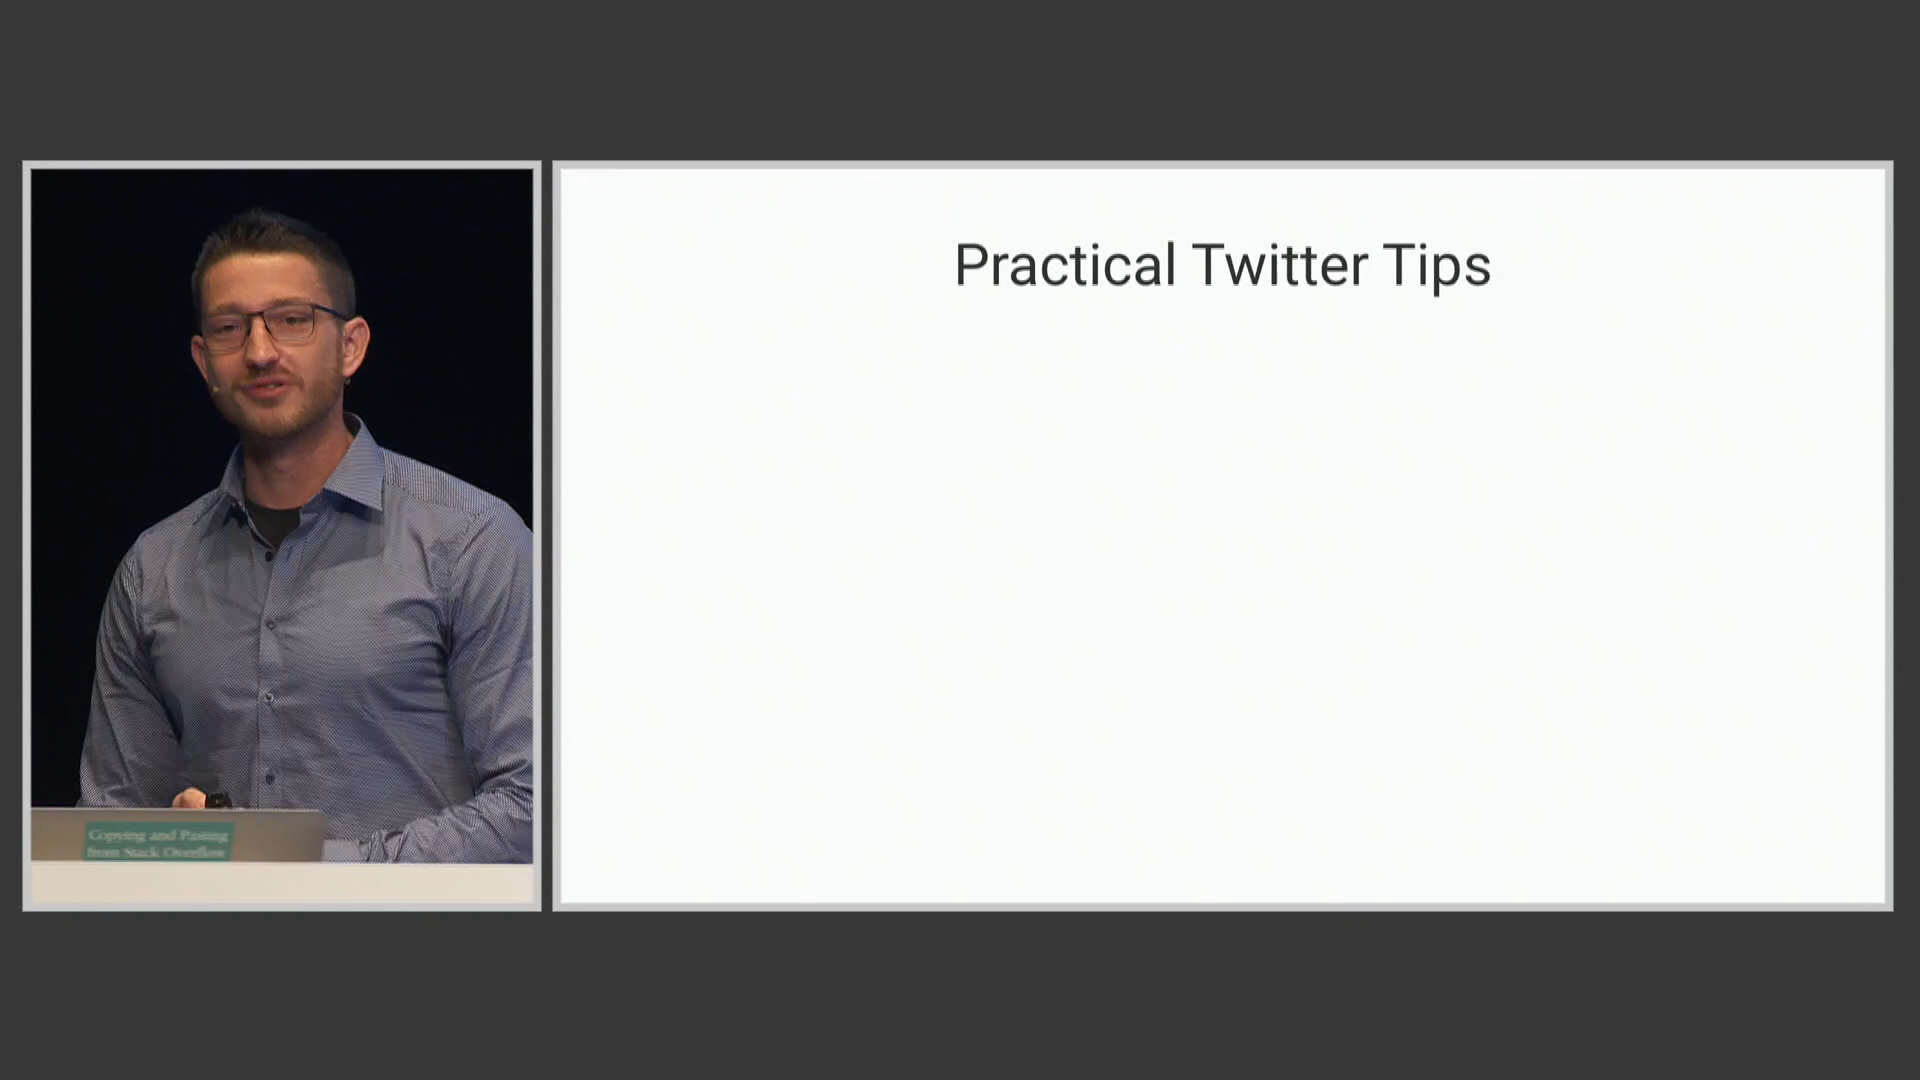 Practical Twitter Tips
Copying and Pasting
from Stack Overflow